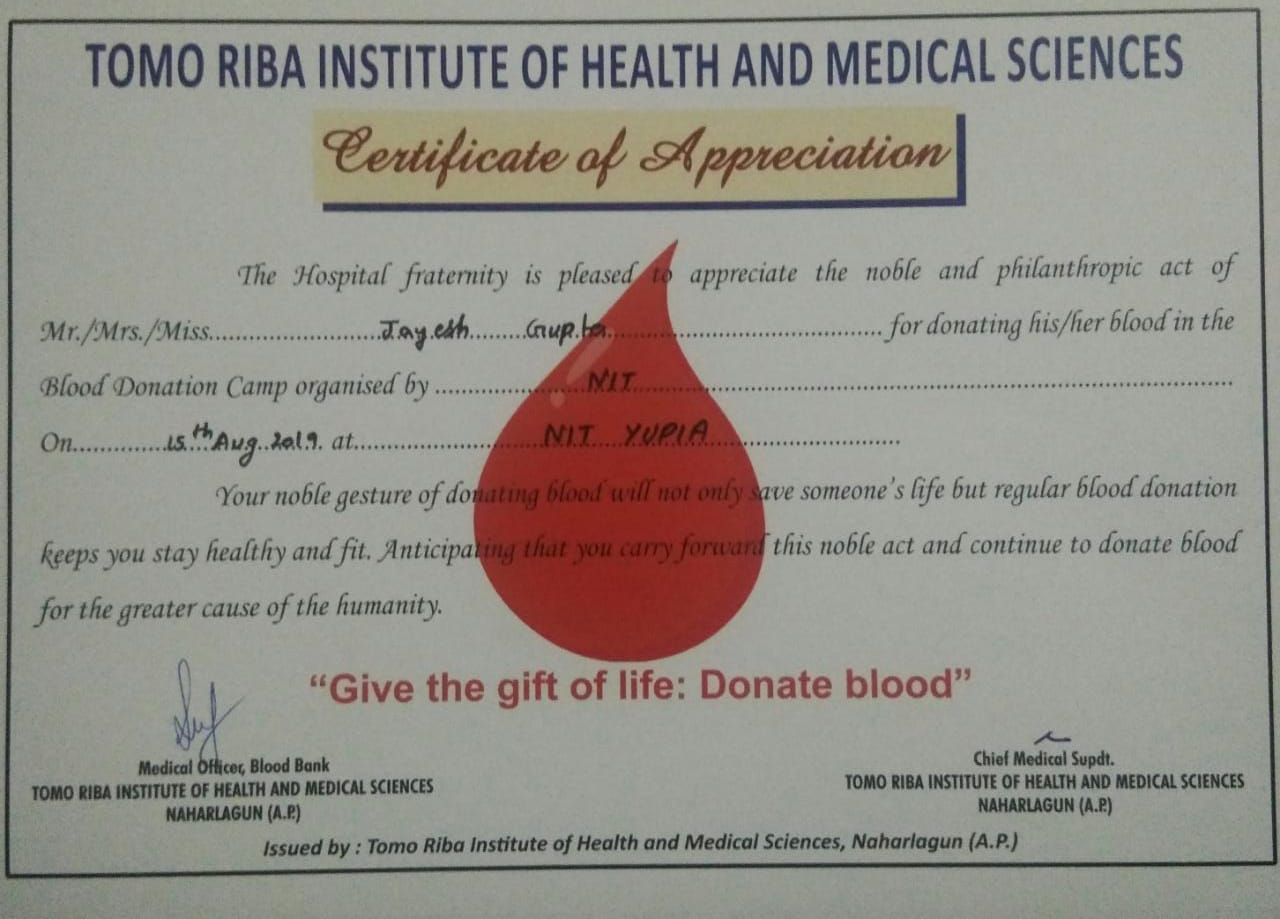 TOMO RIBA INSTITUTE OF HEALTH AND MEDICAL SCIENCES
Certificate of Appreciation
The Hospital fraternity is pleased to appreciate the noble and philanthropic act of
Mr./Mrs./Miss..........Jayesh.....Gupta.......... for donating his/her blood in the
Blood Donation Camp organised by ..........NIT..........
On..........15th Aug. 2019. at..........NIT YUPIA..........
Your noble gesture of donating blood will not only save someone's life but regular blood donation
keeps you stay healthy and fit. Anticipating that you carry forward this noble act and continue to donate blood
for the greater cause of the humanity.
"Give the gift of life: Donate blood"
Medical Officer, Blood Bank
TOMO RIBA INSTITUTE OF HEALTH AND MEDICAL SCIENCES
NAHARLAGUN (A.P.)
Chief Medical Supdt.
TOMO RIBA INSTITUTE OF HEALTH AND MEDICAL SCIENCES
NAHARLAGUN (A.P.)
Issued by : Tomo Riba Institute of Health and Medical Sciences, Naharlagun (A.P.)